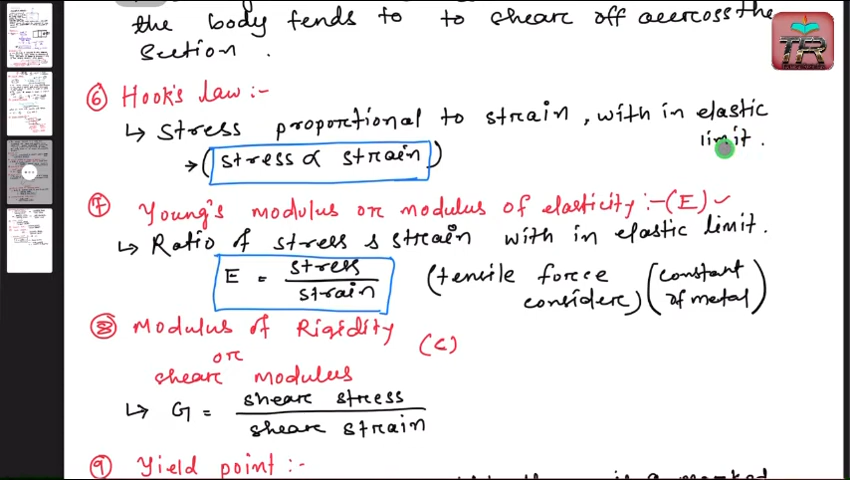 the body tends to to shear off aercoss the
Section.
TR
⑥ Hook's Law :-
↳ Stress proportional to strain, with in elastic
limit.
→ (stress ∝ strain)
⑦ Young's modulus or modulus of elasticity :- (E) ✓
↳ Ratio of stress & strain with in elastic limit.
E = stress / strain (tensile force consider) (constant of metal)
⑧ Modulus of Rigidity
or
shear modulus
(G)
↳ G = shear stress / shear strain
⑨ Yield point :-